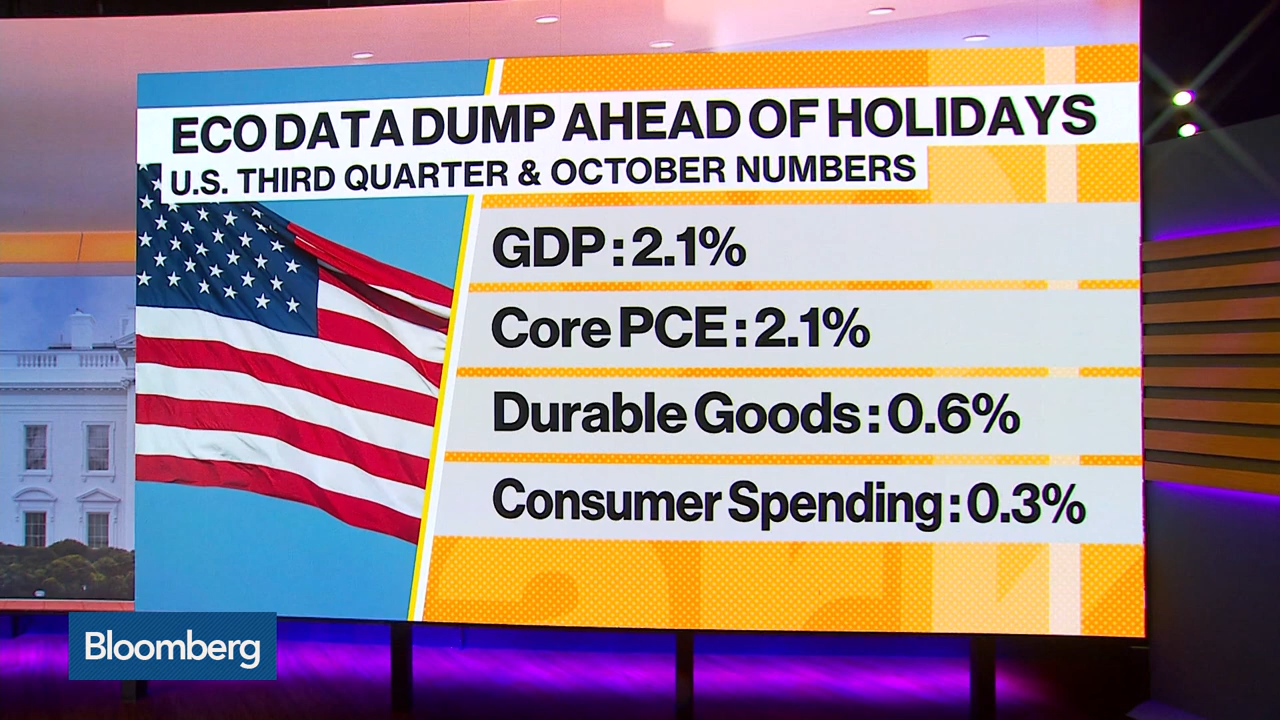 ECO DATA DUMP AHEAD OF HOLIDAYS
U.S. THIRD QUARTER & OCTOBER NUMBERS
GDP: 2.1%
Core PCE: 2.1%
Durable Goods: 0.6%
Consumer Spending: 0.3%
Bloomberg